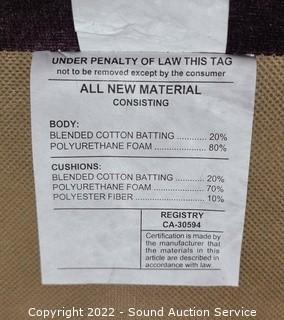 UNDER PENALTY OF LAW THIS TAG
not to be removed except by the consumer
ALL NEW MATERIAL
CONSISTING
BODY:
BLENDED COTTON BATTING ............ 20%
POLYURETHANE FOAM ................... 80%
CUSHIONS:
BLENDED COTTON BATTING ............ 20%
POLYURETHANE FOAM ................... 70%
POLYESTER FIBER ......................... 10%
REGISTRY
CA-30594
Certification is made by
the manufacturer that
the materials in this
article are described in
accordance with law.
Copyright 2022 - Sound Auction Service